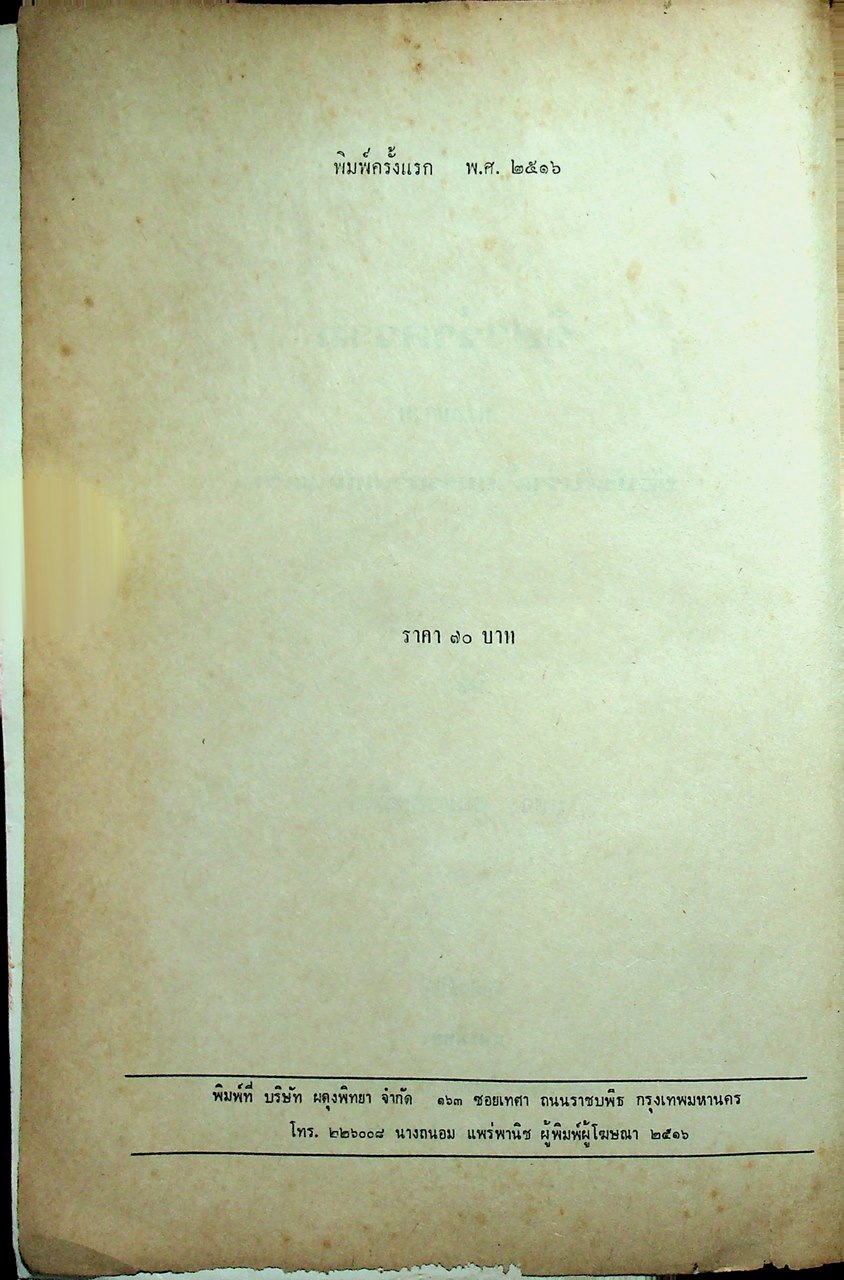 พิมพ์ครั้งแรก พ.ศ. ๒๕๑๖
ราคา ๗๐ บาท
พิมพ์ที่ บริษัท ผดุงพิทยา จำกัด ๑๖๓ ซอยเทศา ถนนราชบพิธ กรุงเทพมหานคร
โทร. ๒๒๖๐๐๘ นางถนอม แพร่พานิช ผู้พิมพ์ผู้โฆษณา ๒๕๑๖